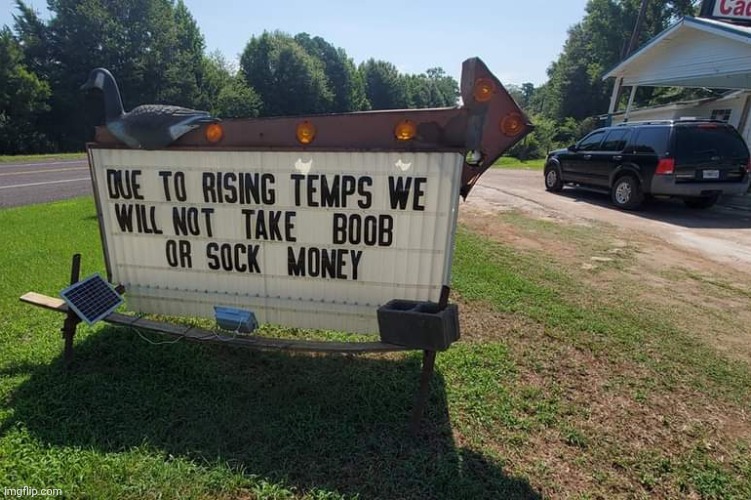 DUE TO RISING TEMPS WE
WILL NOT TAKE BOOB
OR SOCK MONEY
imgflip.com